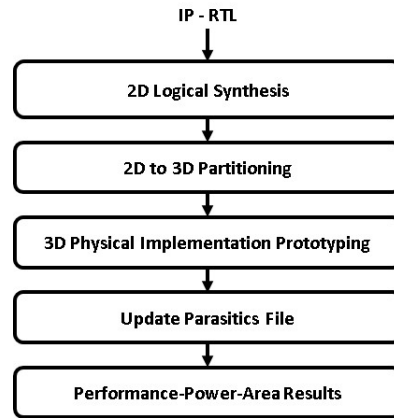 IP - RTL
2D Logical Synthesis
2D to 3D Partitioning
3D Physical Implementation Prototyping
Update Parasitics File
Performance-Power-Area Results